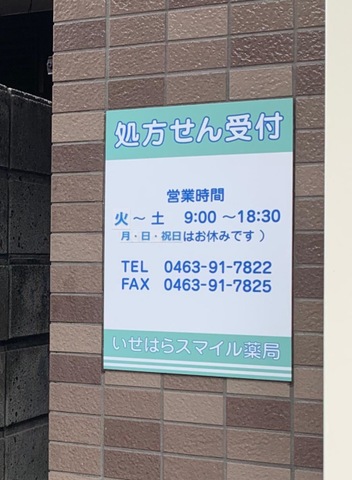 処方せん受付
営業時間
火～土 9:00～18:30
月・日・祝日はお休みです）
TEL 0463-91-7822
FAX 0463-91-7825
いせはらスマイル薬局